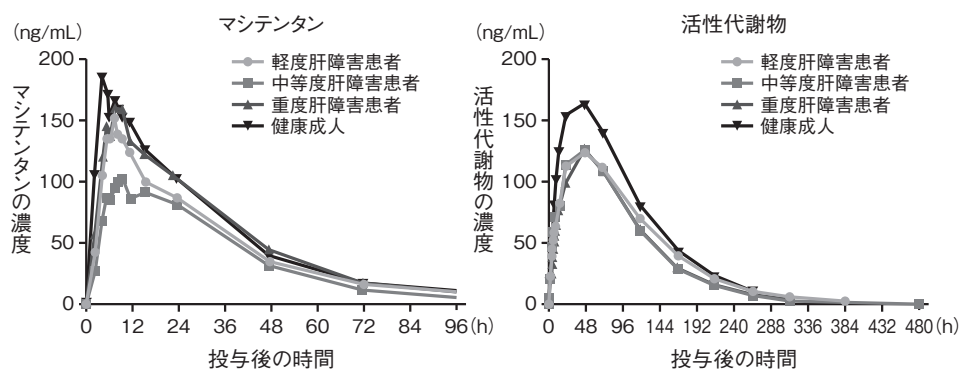 マシテンタン
(ng/mL)
200
150
100
50
0
マシテンタンの濃度
軽度肝障害患者
中等度肝障害患者
重度肝障害患者
健康成人
0 12 24 36 48 60 72 84 96 (h)
投与後の時間
活性代謝物
(ng/mL)
200
150
100
50
0
活性代謝物の濃度
軽度肝障害患者
中等度肝障害患者
重度肝障害患者
健康成人
0 48 96 144 192 240 288 336 384 432 480 (h)
投与後の時間